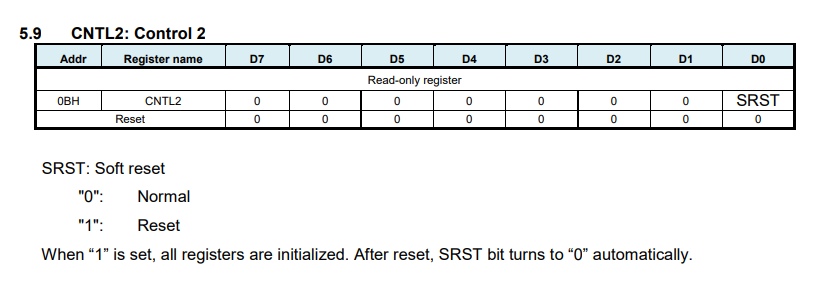 5.9 CNTL2: Control 2
Addr Register name D7 D6 D5 D4 D3 D2 D1 D0
Read-only register
0BH CNTL2 0 0 0 0 0 0 0 SRST
Reset 0 0 0 0 0 0 0 0
SRST: Soft reset
"0": Normal
"1": Reset
When “1” is set, all registers are initialized. After reset, SRST bit turns to “0” automatically.